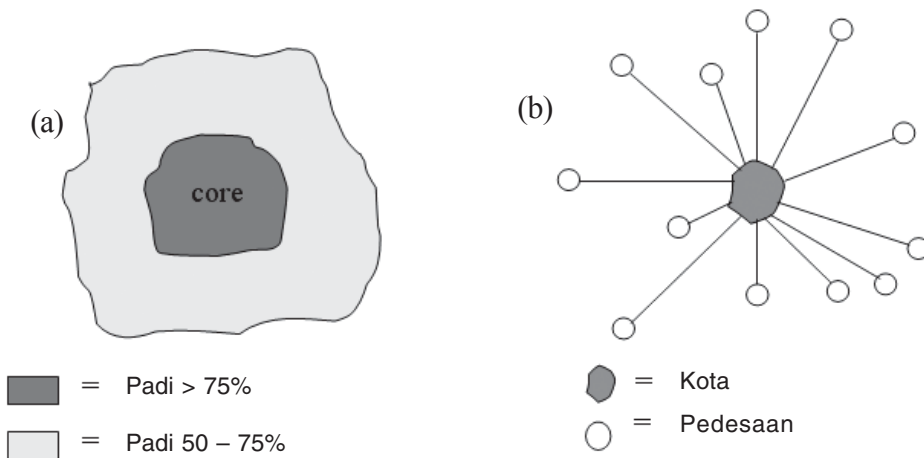 (a)
core
= Padi > 75%
= Padi 50 – 75%
(b)
= Kota
= Pedesaan